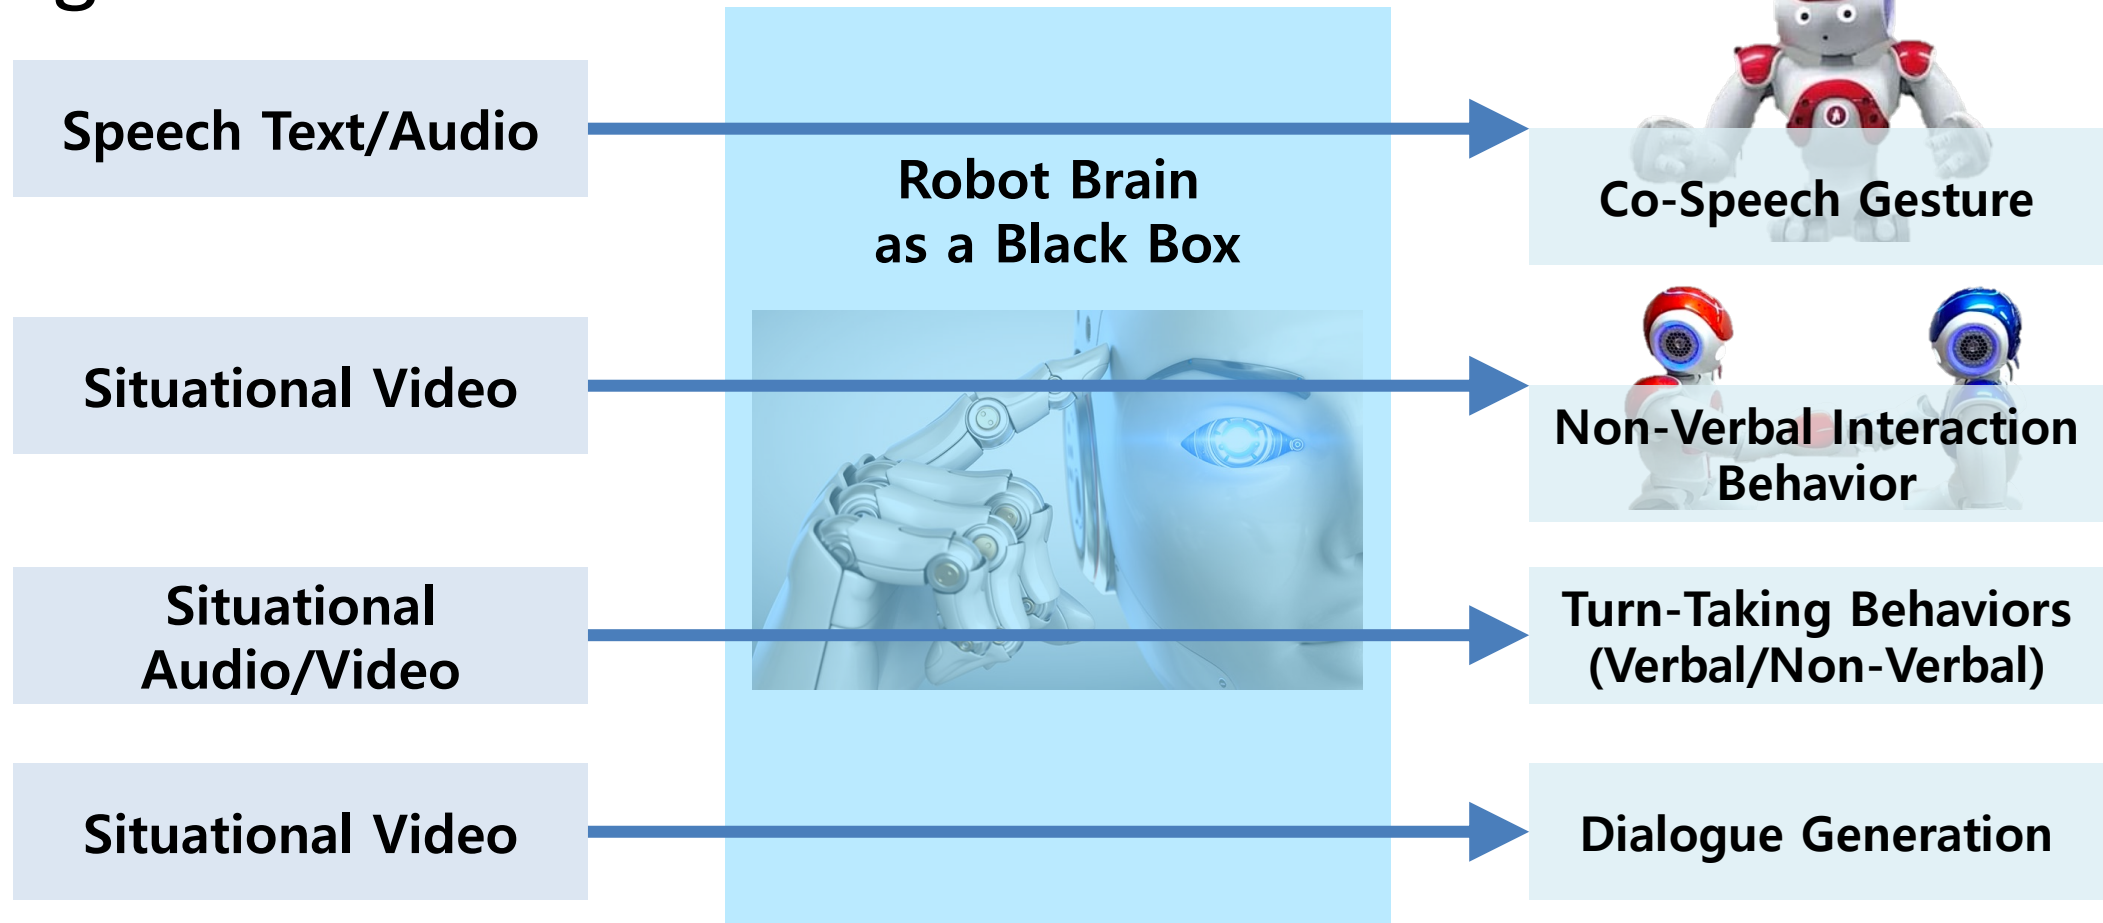 Speech Text/Audio
Robot Brain
as a Black Box
Co-Speech Gesture
Situational Video
Non-Verbal Interaction
Behavior
Situational
Audio/Video
Turn-Taking Behaviors
(Verbal/Non-Verbal)
Situational Video
Dialogue Generation